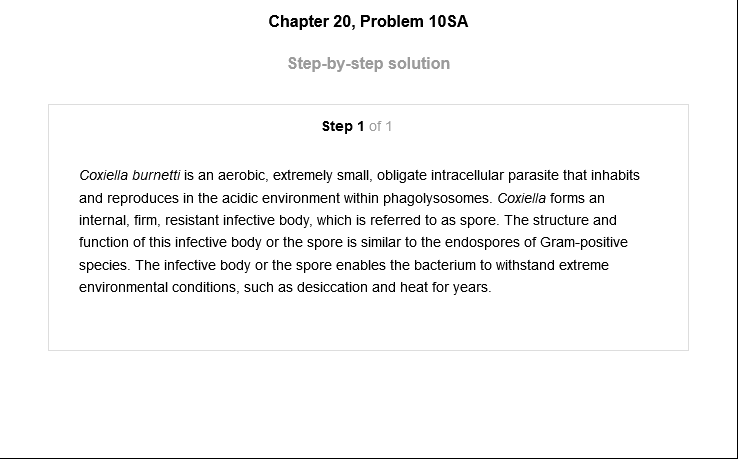 Chapter 20, Problem 10SA
Step-by-step solution
Step 1 of 1
Coxiella burnetti is an aerobic, extremely small, obligate intracellular parasite that inhabits
and reproduces in the acidic environment within phagolysosomes. Coxiella forms an
internal, firm, resistant infective body, which is referred to as spore. The structure and
function of this infective body or the spore is similar to the endospores of Gram-positive
species. The infective body or the spore enables the bacterium to withstand extreme
environmental conditions, such as desiccation and heat for years.